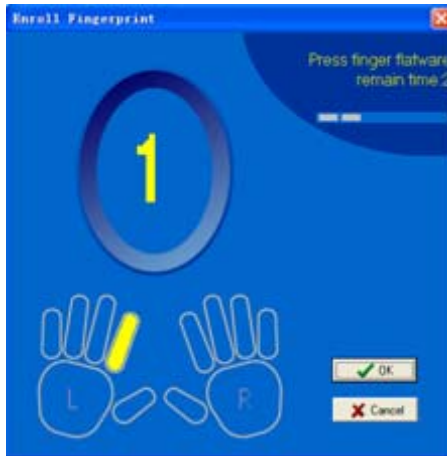 Enroll Fingerprint
Press finger flatware
remain time:2
1
L
R
OK
Cancel